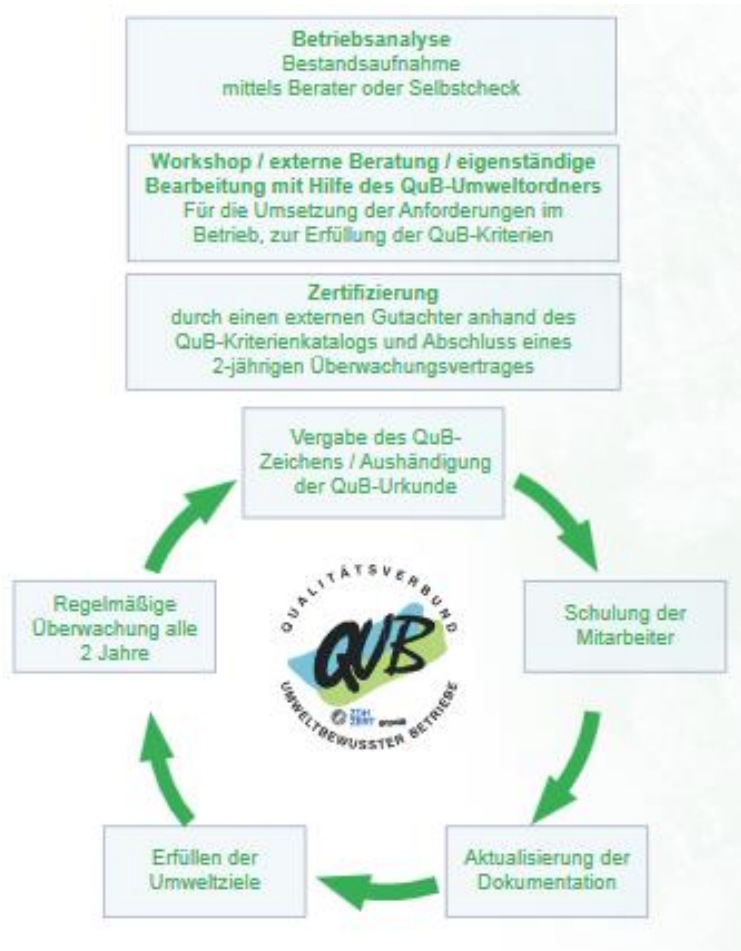 Betriebsanalyse
Bestandsaufnahme
mittels Berater oder Selbstcheck
Workshop / externe Beratung / eigenständige
Bearbeitung mit Hilfe des QuB-Umweltordners
Für die Umsetzung der Anforderungen im
Betrieb, zur Erfüllung der QuB-Kriterien
Zertifizierung
durch einen externen Gutachter anhand des
QuB-Kriterienkatalogs und Abschluss eines
2-jährigen Überwachungsvertrages
Vergabe des QuB-
Zeichens / Aushändigung
der QuB-Urkunde
Regelmäßige
Überwachung alle
2 Jahre
QUALITÄTSVERBUND
QUB
UMWELTBEWUSSTER BETRIEBE
Schulung der
Mitarbeiter
Erfüllen der
Umweltziele
Aktualisierung der
Dokumentation